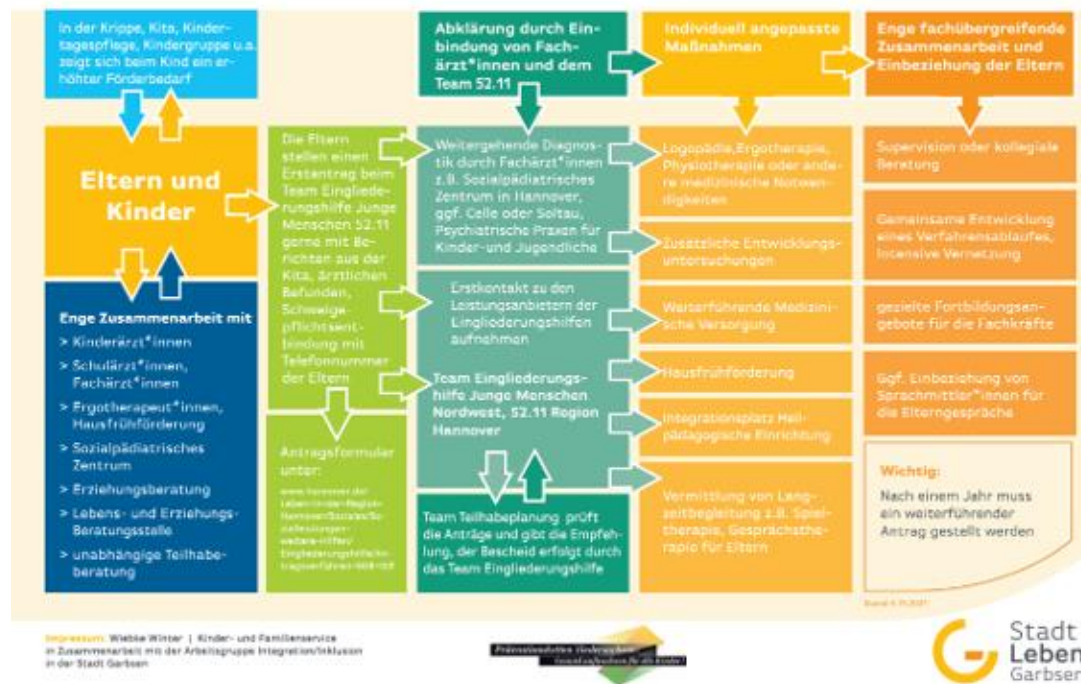 In der Krippe, Kita, Kinder-
tagespflege, Kindergruppe u.a.
zeigt sich beim Kind ein er-
höhter Förderbedarf
Eltern und
Kinder
Enge Zusammenarbeit mit
> Kinderärzt*innen
> Schulärzt*innen,
Fachärzt*innen
> Ergotherapeut*innen,
Hausfrühförderung
> Sozialpädiatrisches
Zentrum
> Erziehungsberatung
> Lebens- und Erziehungs-
Beratungsstelle
> unabhängige Teilhabe-
beratung
Die Eltern
stellen einen
Erstantrag beim
Team Eingliede-
rungshilfe Junge
Menschen 52.11
gerne mit Be-
richten aus der
Kita, ärztlichen
Befunden,
Schweige-
pflichtsent-
bindung mit
Telefonnummer
der Eltern
Antragsformular
unter:
Abklärung durch Ein-
bindung von Fach-
ärzt*innen und dem
Team 52.11
Weitergehende Diagnos-
tik durch Fachärzt*innen
z.B. Sozialpädiatrisches
Zentrum in Hannover,
ggf. Celle oder Soltau,
Psychiatrische Praxen für
Kinder-und Jugendliche
Erstkontakt zu den
Leistungsanbietern der
Lingliederungshilfen
aufnehmen
Team Eingliederungs-
hilfe Junge Menschen
Nordwest, 52.11 Region
Hannover
Team Teilhabeplanung prüft
die Anträge und gibt die Empfeh-
lung, der Bescheid erfolgt durch
das Team Eingliederungshilfe
Individuell angepasste
Maßnahmen
Logopädie,Ergotherapie,
Physiotherapie oder ande
re medizinische Notwen-
digkeiten
Zusätzliche Entwicklungs-
untersuchungen
Weiterführende Medizini-
sche Versorgung
Hausfrühförderung
Integrationsplatz Heil-
pädagogische Einrichtung
Vermittlung von Lang-
zeitbegleitung z.B. Spiel-
therapie, Gesprächsthe-
rapie für Eltern
Enge fachübergreifende
Zusammenarbeit und
Einbeziehung der Eltern
Supervision oder kollegiale
Beratung
Gemeinsame Entwicklung
eines Verfahrensablaufes,
Intensive Vernetzung
gezielte Fortbildungsan-
gebote für die Fachkräfte
Ggf. Einbeziehung von
Sprachmittler*innen für
die Elterngespräche
Wichtig:
Nach einem Jahr muss
ein weiterführender
Antrag gestellt werden
Impressum: Wiebke Winter | Kinder- und Familienservice
in Zusammenarbeit mit der Arbeitsgruppe Integration/Inklusion
in der Stadt Garbsen
Stadt
Leben
Garbsen